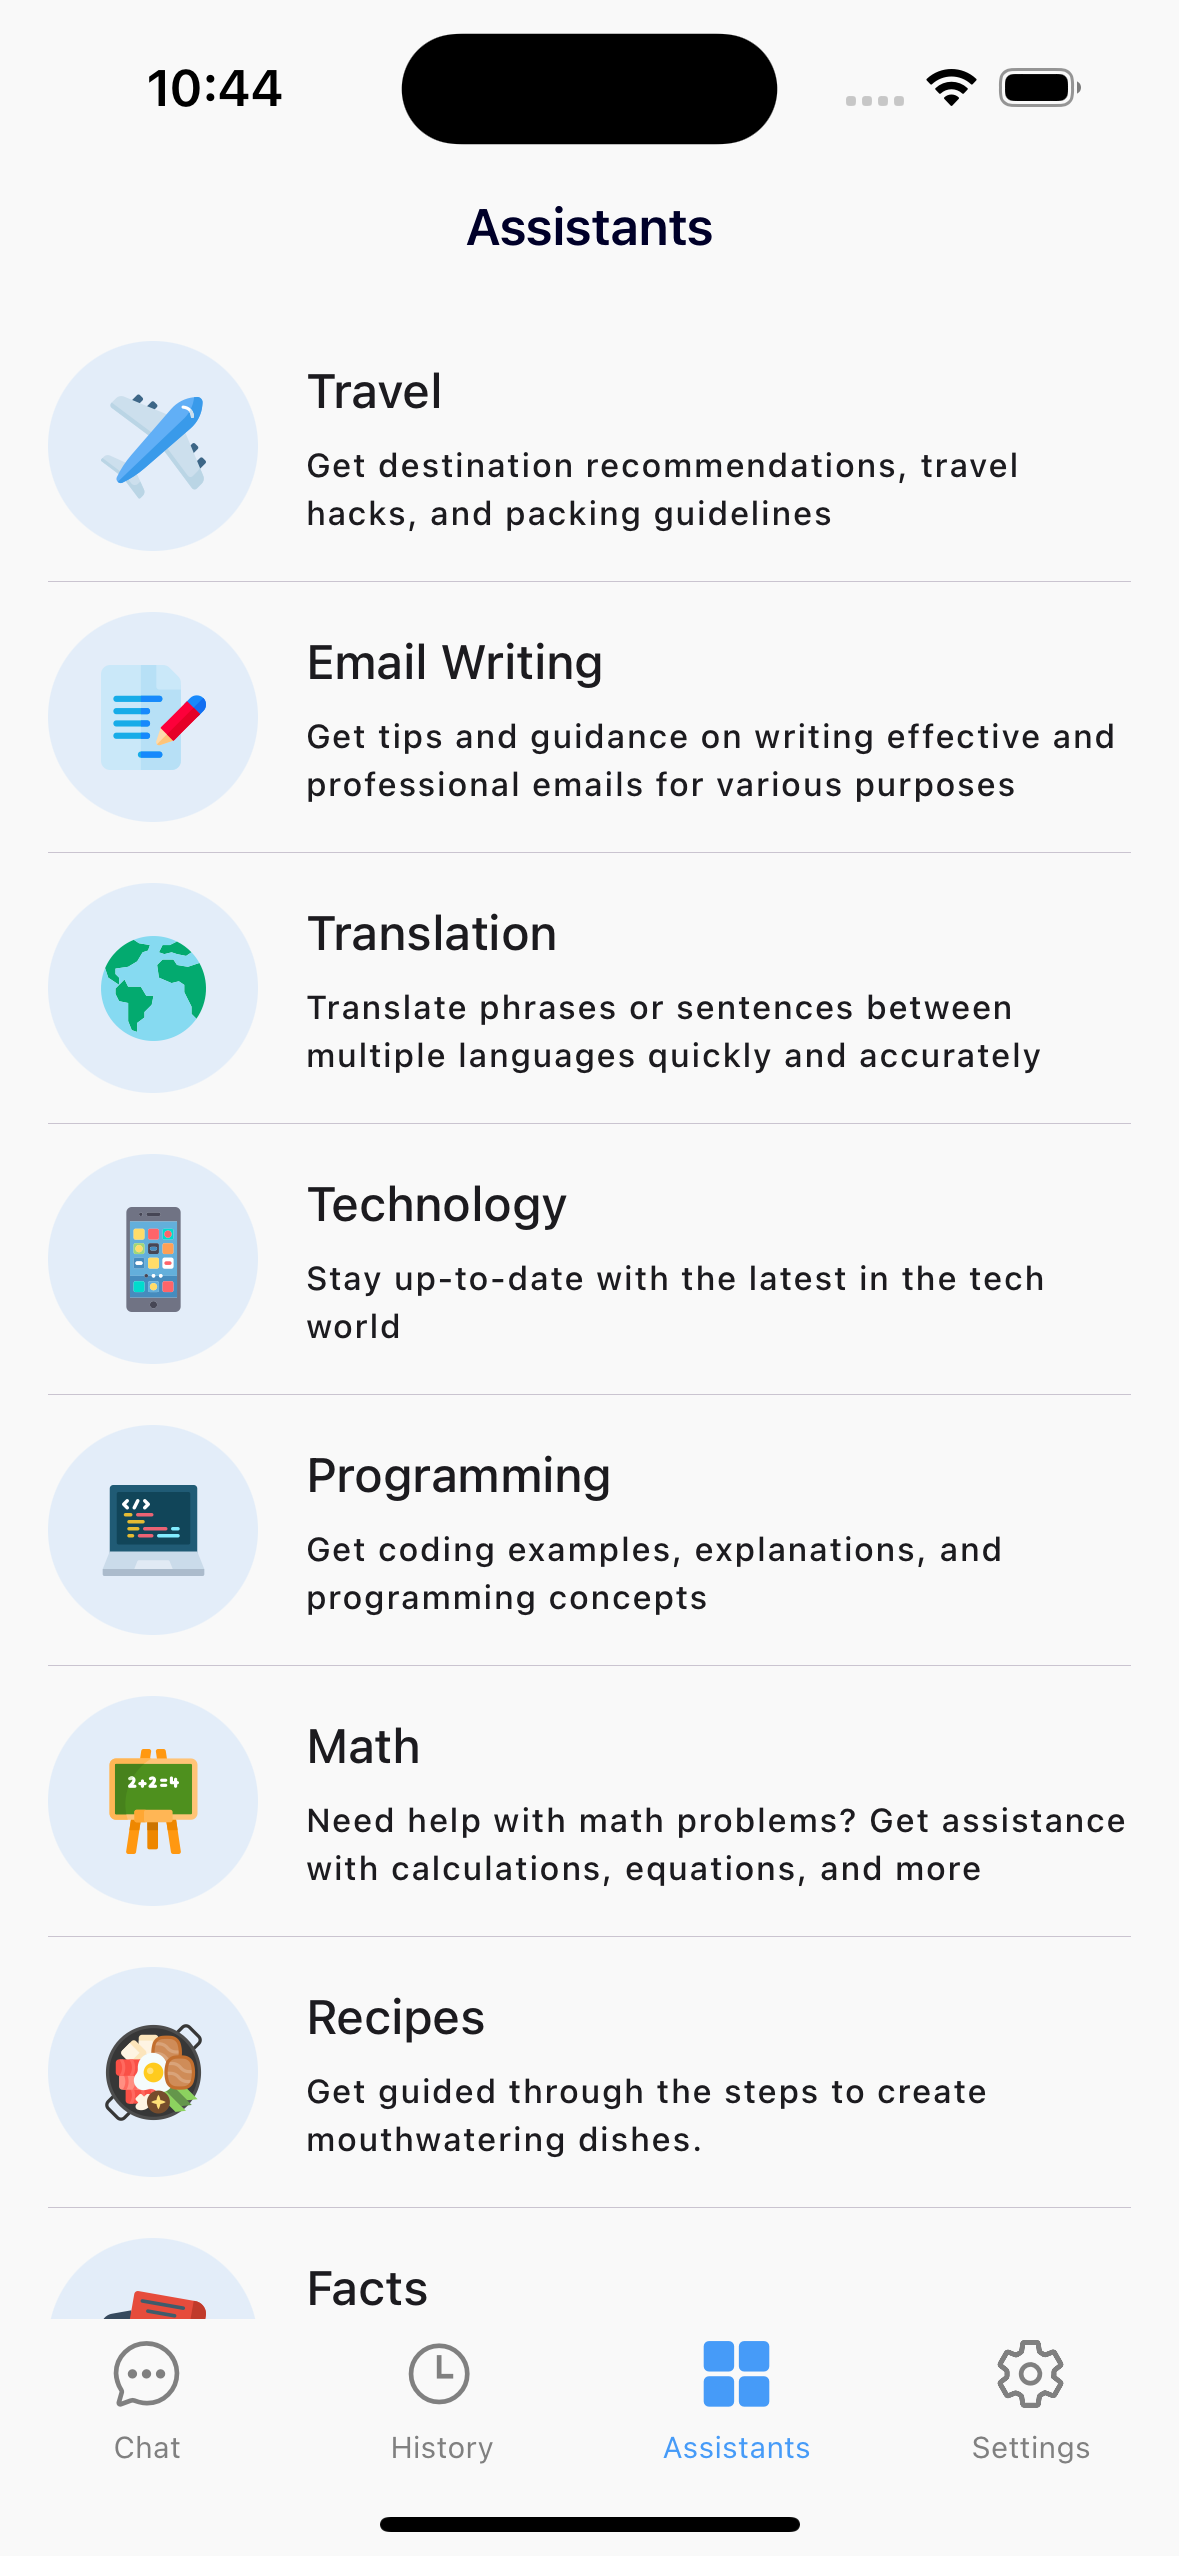 10:44
Assistants
Travel
Get destination recommendations, travel
hacks, and packing guidelines
Email Writing
Get tips and guidance on writing effective and
professional emails for various purposes
Translation
Translate phrases or sentences between
multiple languages quickly and accurately
Technology
Stay up-to-date with the latest in the tech
world
Programming
</>
Get coding examples, explanations, and
programming concepts
Math
2+2=4
Need help with math problems? Get assistance
with calculations, equations, and more
Recipes
Get guided through the steps to create
mouthwatering dishes.
Facts
Chat
History
Assistants
Settings